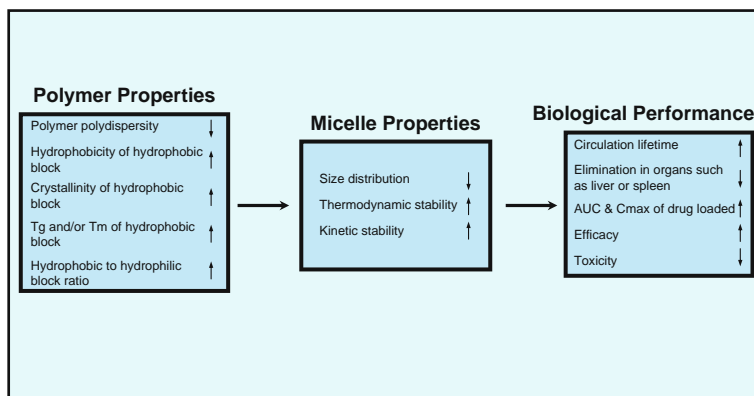 Polymer Properties
Polymer polydispersity ↓
Hydrophobicity of hydrophobic
block ↑
Crystallinity of hydrophobic
block ↑
Tg and/or Tm of hydrophobic
block ↑
Hydrophobic to hydrophilic
block ratio ↑
Micelle Properties
Size distribution ↓
Thermodynamic stability ↑
Kinetic stability ↑
Biological Performance
Circulation lifetime ↑
Elimination in organs such
as liver or spleen ↓
AUC & Cmax of drug loaded ↑
Efficacy ↑
Toxicity ↓